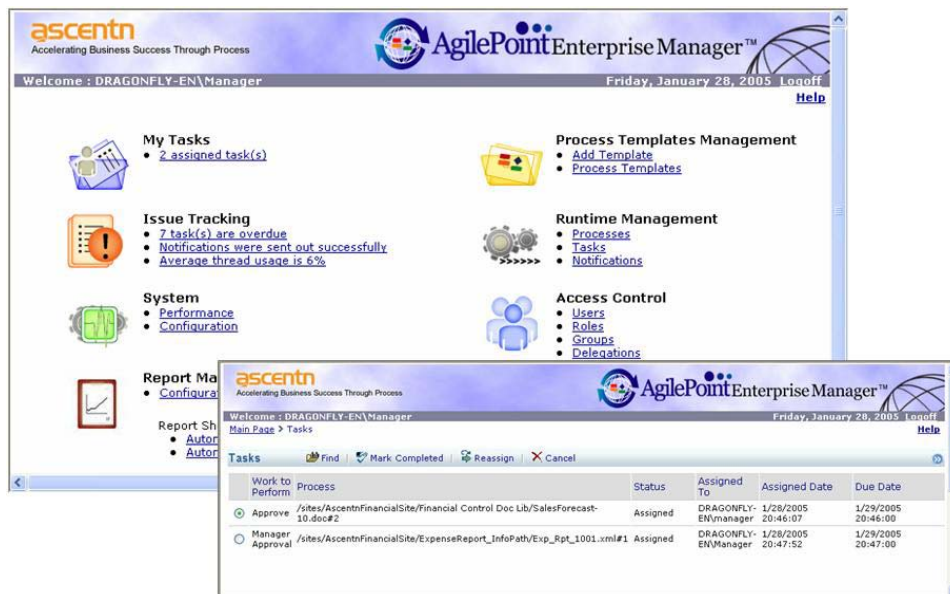 ascentn
Accelerating Business Success Through Process
AgilePoint Enterprise Manager™
Welcome : DRAGONFLY-EN\Manager
Friday, January 28, 2005 Logoff
Help
My Tasks
2 assigned task(s)
Process Templates Management
Add Template
Process Templates
Issue Tracking
7 task(s) are overdue
Notifications were sent out successfully
Average thread usage is 6%
Runtime Management
Processes
Tasks
Notifications
System
Performance
Configuration
Access Control
Users
Roles
Groups
Delegations
Report Ma
Configura
Report Sh
Autor
Autor
ascentn
Accelerating Business Success Through Process
AgilePoint Enterprise Manager™
Welcome : DRAGONFLY-EN\Manager
Friday, January 28, 2005 Logoff
Main Page > Tasks
Help
Tasks Find | Mark Completed | Reassign | Cancel
Work to Perform Process Status Assigned To Assigned Date Due Date
Approve /sites/AscentnFinancialSite/Financial Control Doc Lib/SalesForecast- Assigned DRAGONFLY- 1/28/2005 1/29/2005
10.doc#2 EN\manager 20:46:07 20:46:00
Manager /sites/AscentnFinancialSite/ExpenseReport_InfoPath/Exp_Rpt_1001.xml#1 Assigned DRAGONFLY- 1/28/2005 1/29/2005
Approval EN\Manager 20:47:52 20:47:00